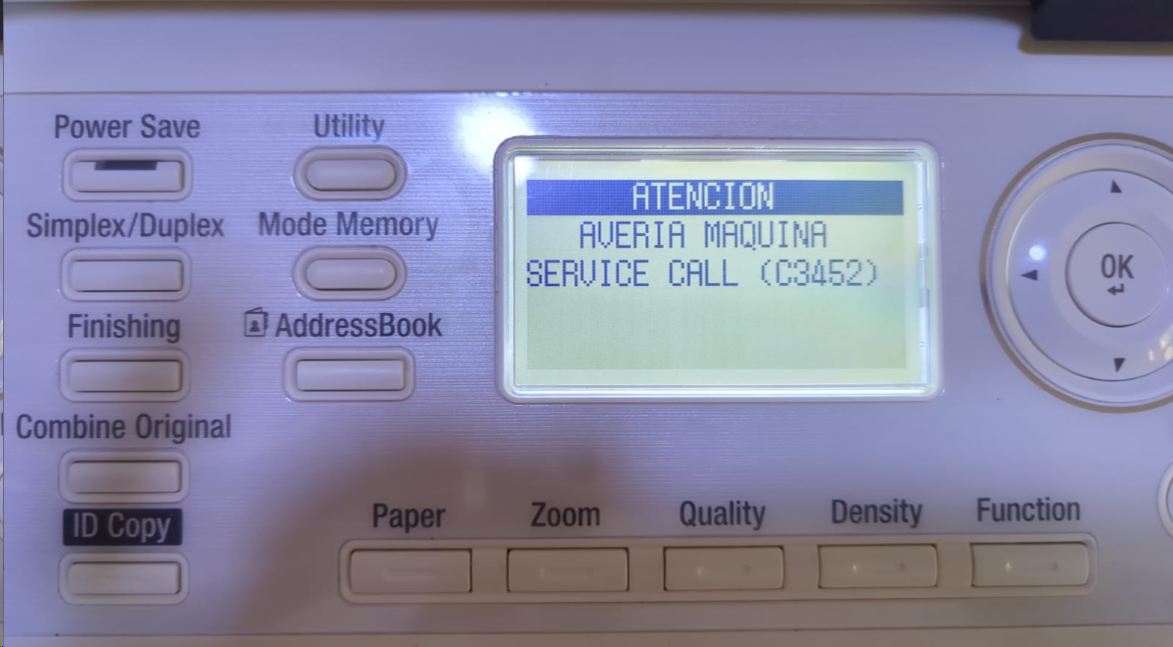 Power Save
Utility
Simplex/Duplex
Mode Memory
Finishing
AddressBook
Combine Original
ID Copy
ATENCION
AVERIA MAQUINA
SERVICE CALL (C3452)
OK
Paper
Zoom
Quality
Density
Function